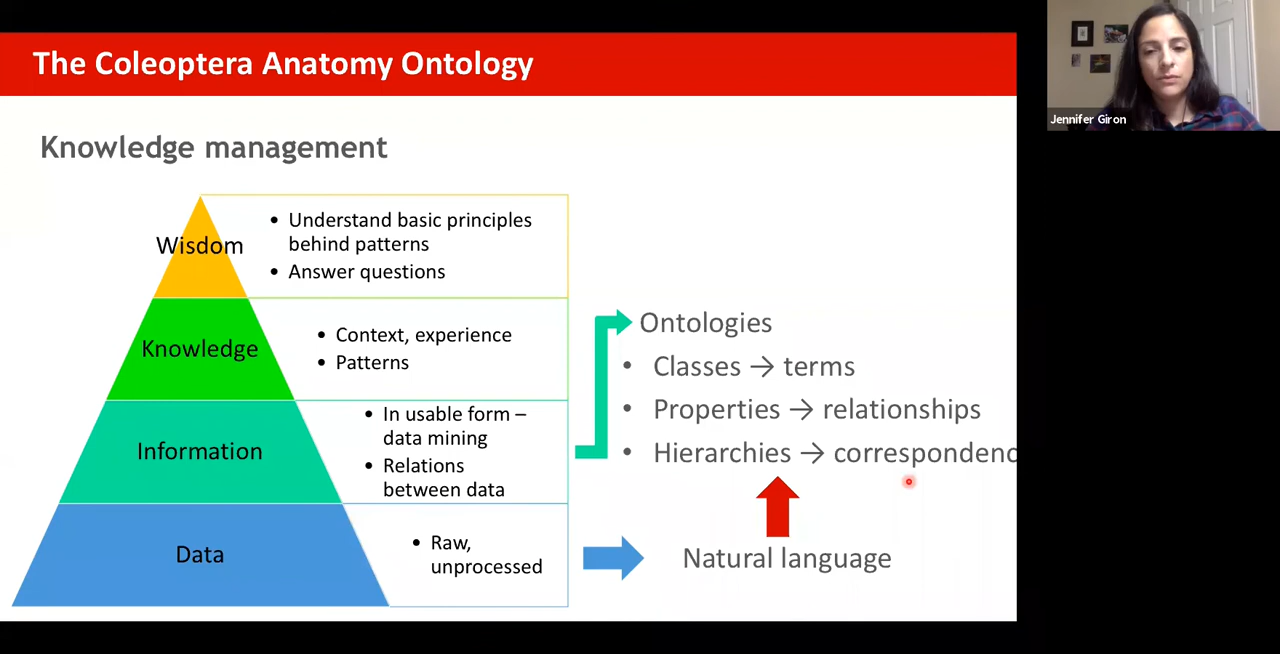 The Coleoptera Anatomy Ontology
Jennifer Giron
Knowledge management
Wisdom
• Understand basic principles
behind patterns
• Answer questions
Knowledge
• Context, experience
• Patterns
Information
• In usable form –
data mining
• Relations
between data
Data
• Raw,
unprocessed
Ontologies
• Classes → terms
• Properties → relationships
• Hierarchies → correspondenc
Natural language